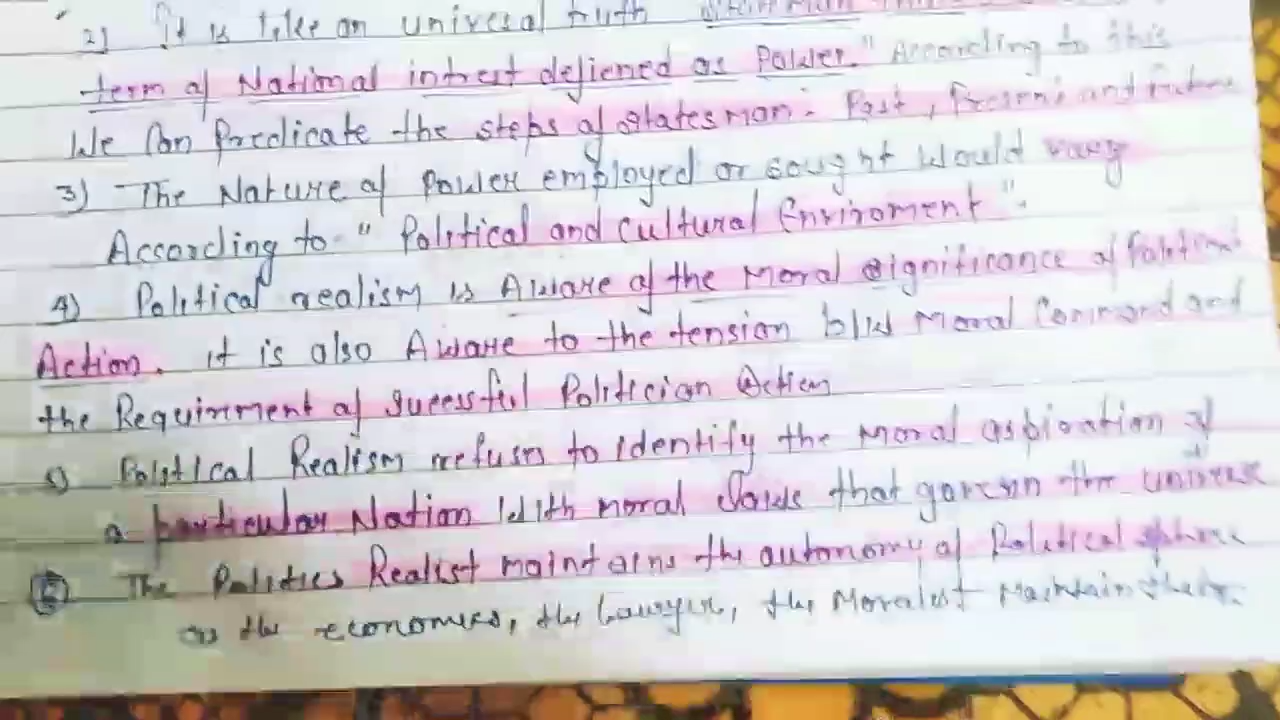 2) It is like an universal truth
term of National intrest defiened as Power." According to this
We Can Predicate the steps of statesman. Past, Present and Future
3) The Nature of Power employed or sought Would vary
According to " Political and cultural Enviroment ".
4) Political realism is Aware of the Moral significance of Political
Action. it is also Aware to the tension b/w Moral Command and
the Requirment of sucessful Politician Action
5) Political Realism refuses to identify the Moral aspiration of
a particular Nation With moral that govern the universe
6 The Politics Realist maintains the autonomy of Political sphere
as the economics, the Lawyer, the Moralist Maintain their.